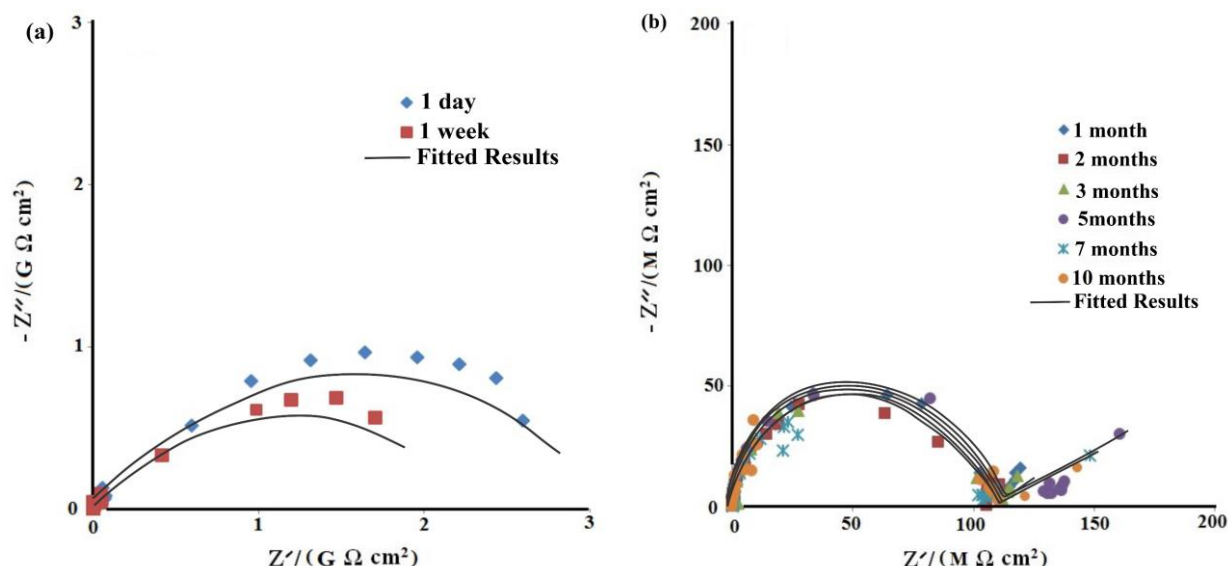 (a)
3
2
1
0
- Z″/(G Ω cm²)
1 day
1 week
Fitted Results
0
1
2
3
Z′/(G Ω cm²)
(b)
200
150
100
50
0
- Z″/(M Ω cm²)
1 month
2 months
3 months
5months
7 months
10 months
Fitted Results
0
50
100
150
200
Z′/(M Ω cm²)